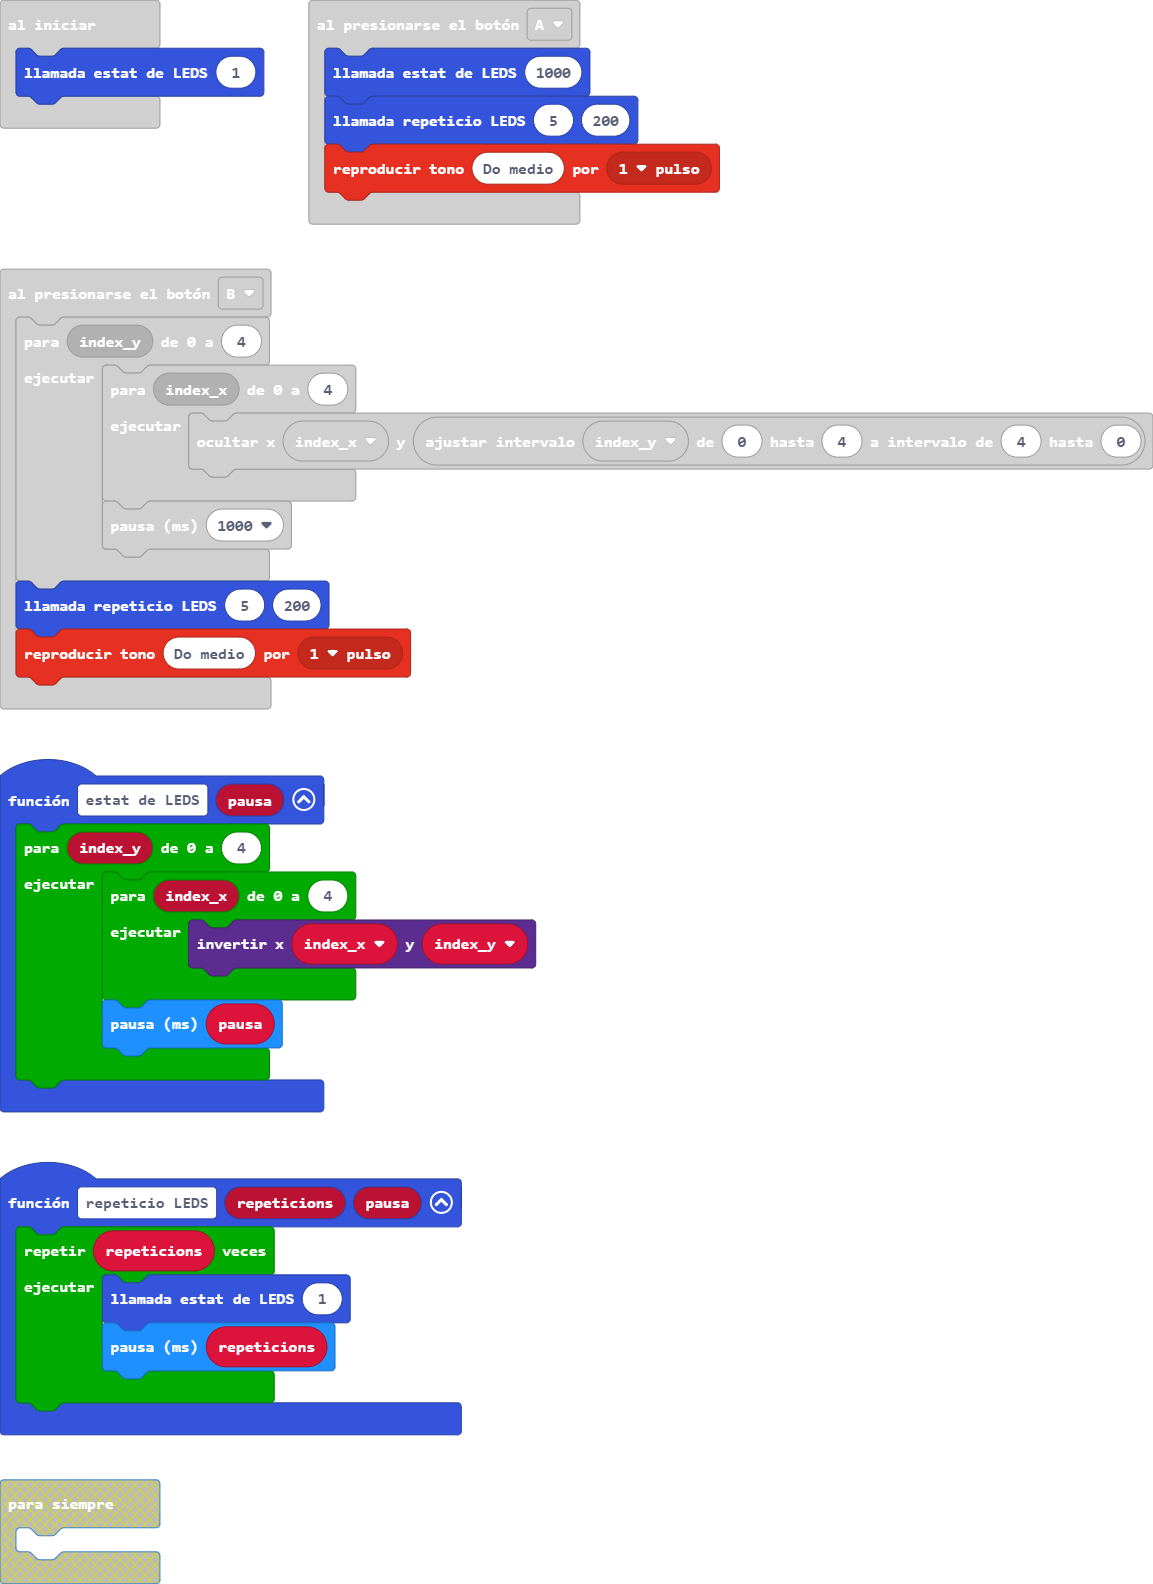 al iniciar
llamada estat de LEDS 1
al presionarse el botón A
llamada estat de LEDS 1000
llamada repeticio LEDS 5 200
reproducir tono Do medio por 1 pulso
al presionarse el botón B
para index_y de 0 a 4
ejecutar
para index_x de 0 a 4
ejecutar
ocultar x index_x y ajustar intervalo index_y de 0 hasta 4 a intervalo de 4 hasta 0
pausa (ms) 1000
llamada repeticio LEDS 5 200
reproducir tono Do medio por 1 pulso
función estat de LEDS pausa
para index_y de 0 a 4
ejecutar
para index_x de 0 a 4
ejecutar
invertir x index_x y index_y
pausa (ms) pausa
función repeticio LEDS repeticions pausa
repetir repeticions veces
ejecutar
llamada estat de LEDS 1
pausa (ms) repeticions
para siempre